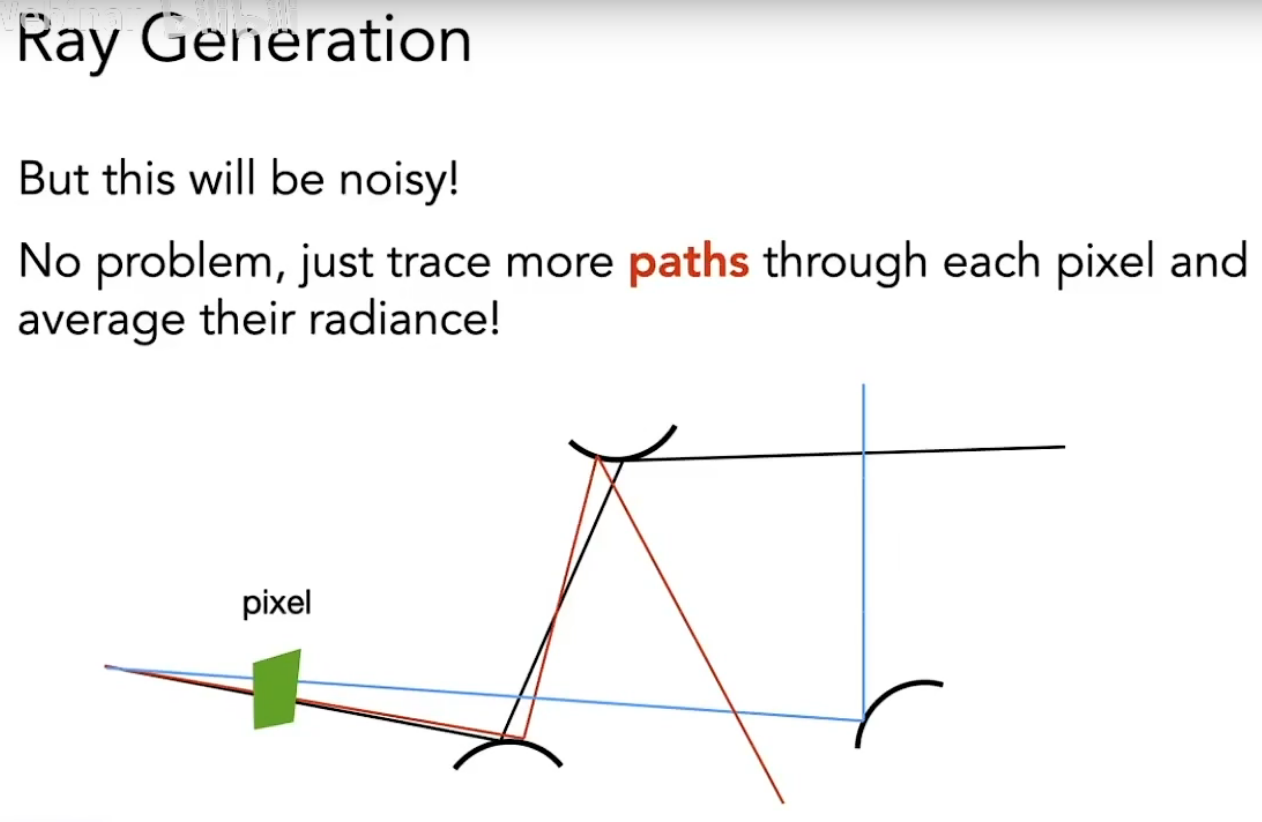 Ray Generation
But this will be noisy!
No problem, just trace more paths through each pixel and
average their radiance!
pixel